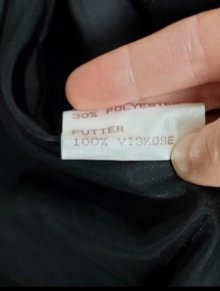 30% POLYESTER
FUTTER
100% VISKOSE